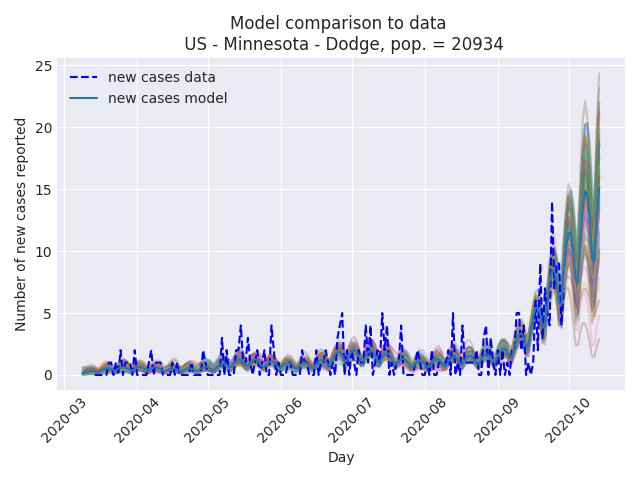 Model comparison to data
US - Minnesota - Dodge, pop. = 20934
new cases data
new cases model
Number of new cases reported
25
20
15
10
5
0
2020-03
2020-04
2020-05
2020-06
2020-07
2020-08
2020-09
2020-10
Day